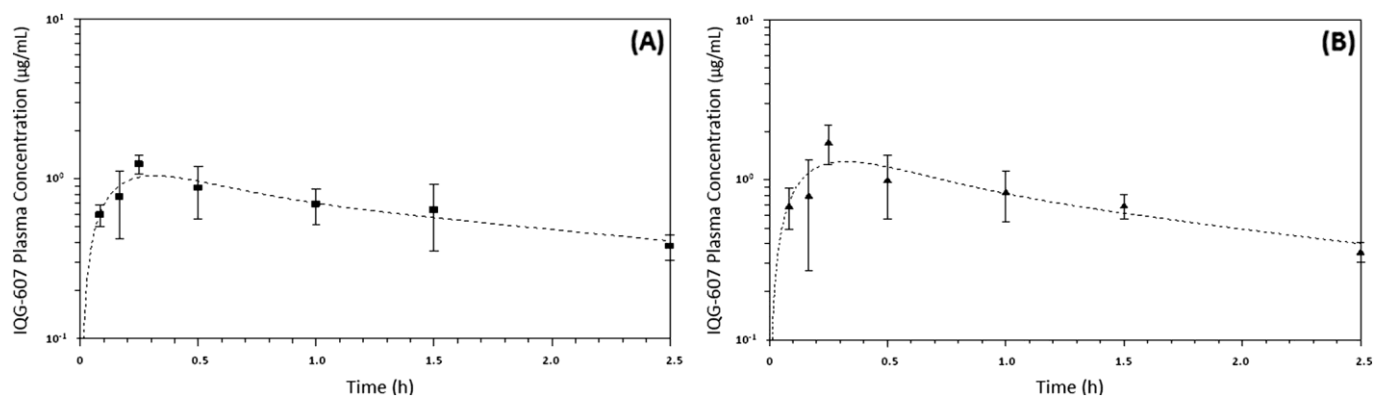 (A)
IQG-607 Plasma Concentration (µg/mL)
10¹
10⁰
10⁻¹
0 0.5 1.0 1.5 2.0 2.5
Time (h)
(B)
IQG-607 Plasma Concentration (µg/mL)
10¹
10⁰
10⁻¹
0 0.5 1.0 1.5 2.0 2.5
Time (h)